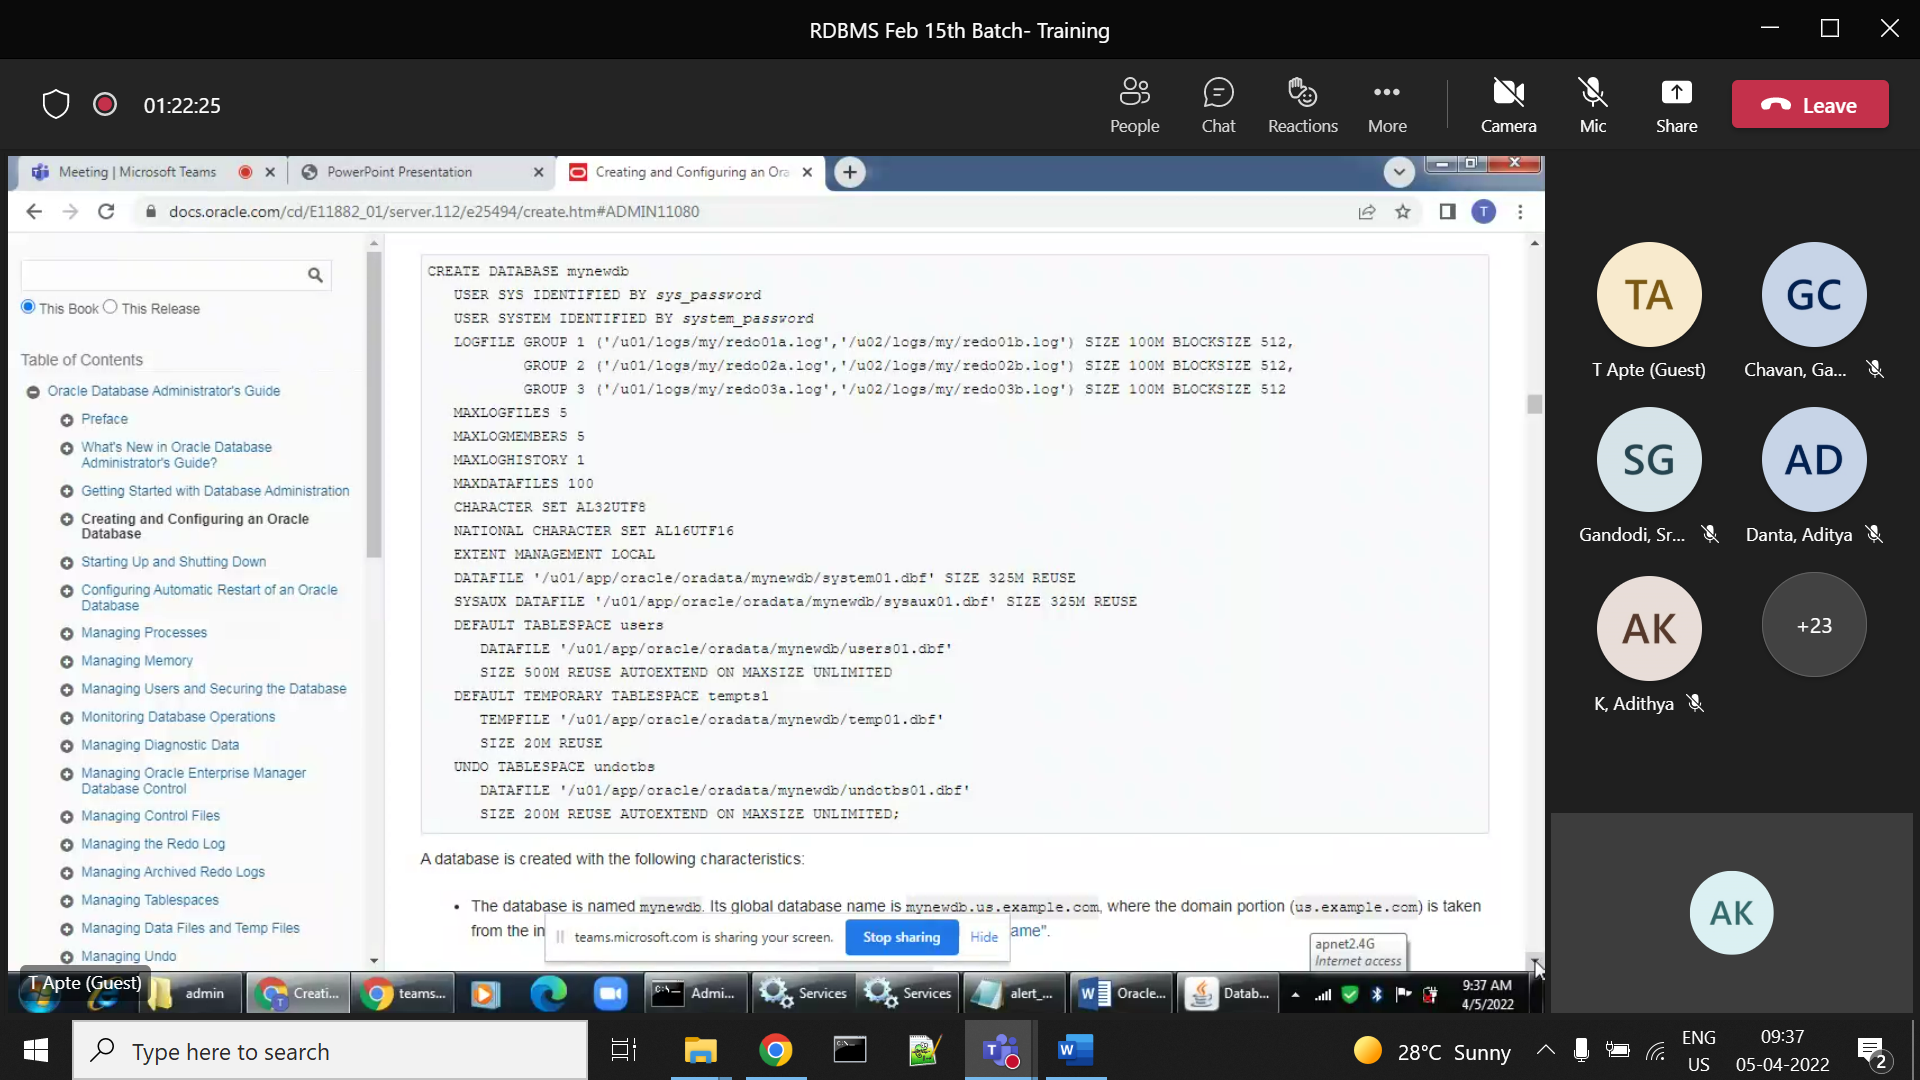 RDBMS Feb 15th Batch- Training
01:22:25
People
Chat
Reactions
More
Camera
Mic
Share
Leave
Meeting | Microsoft Teams
PowerPoint Presentation
Creating and Configuring an Ora
docs.oracle.com/cd/E11882_01/server.112/e25494/create.htm#ADMIN11080
T
This Book
This Release
Table of Contents
Oracle Database Administrator's Guide
Preface
What's New in Oracle Database
Administrator's Guide?
Getting Started with Database Administration
Creating and Configuring an Oracle
Database
Starting Up and Shutting Down
Configuring Automatic Restart of an Oracle
Database
Managing Processes
Managing Memory
Managing Users and Securing the Database
Monitoring Database Operations
Managing Diagnostic Data
Managing Oracle Enterprise Manager
Database Control
Managing Control Files
Managing the Redo Log
Managing Archived Redo Logs
Managing Tablespaces
Managing Data Files and Temp Files
Managing Undo
CREATE DATABASE mynewdb
USER SYS IDENTIFIED BY sys_password
USER SYSTEM IDENTIFIED BY system_password
LOGFILE GROUP 1 ('/u01/logs/my/redo01a.log','/u02/logs/my/redo01b.log') SIZE 100M BLOCKSIZE 512,
GROUP 2 ('/u01/logs/my/redo02a.log','/u02/logs/my/redo02b.log') SIZE 100M BLOCKSIZE 512,
GROUP 3 ('/u01/logs/my/redo03a.log','/u02/logs/my/redo03b.log') SIZE 100M BLOCKSIZE 512
MAXLOGFILES 5
MAXLOGMEMBERS 5
MAXLOGHISTORY 1
MAXDATAFILES 100
CHARACTER SET AL32UTF8
NATIONAL CHARACTER SET AL16UTF16
EXTENT MANAGEMENT LOCAL
DATAFILE '/u01/app/oracle/oradata/mynewdb/system01.dbf' SIZE 325M REUSE
SYSAUX DATAFILE '/u01/app/oracle/oradata/mynewdb/sysaux01.dbf' SIZE 325M REUSE
DEFAULT TABLESPACE users
DATAFILE '/u01/app/oracle/oradata/mynewdb/users01.dbf'
SIZE 500M REUSE AUTOEXTEND ON MAXSIZE UNLIMITED
DEFAULT TEMPORARY TABLESPACE tempts1
TEMPFILE '/u01/app/oracle/oradata/mynewdb/temp01.dbf'
SIZE 20M REUSE
UNDO TABLESPACE undotbs
DATAFILE '/u01/app/oracle/oradata/mynewdb/undotbs01.dbf'
SIZE 200M REUSE AUTOEXTEND ON MAXSIZE UNLIMITED;
A database is created with the following characteristics:
• The database is named mynewdb. Its global database name is mynewdb.us.example.com, where the domain portion (us.example.com) is taken
from the in ame".
teams.microsoft.com is sharing your screen.
Stop sharing
Hide
apnet2.4G
Internet access
T Apte (Guest)
admin
Creati...
teams...
Admi...
Services
Services
alert_...
Oracle...
Datab...
9:37 AM
4/5/2022
TA
T Apte (Guest)
GC
Chavan, Ga...
SG
Gandodi, Sr...
AD
Danta, Aditya
AK
K, Adithya
+23
AK
Type here to search
28°C Sunny
ENG
US
09:37
05-04-2022
2